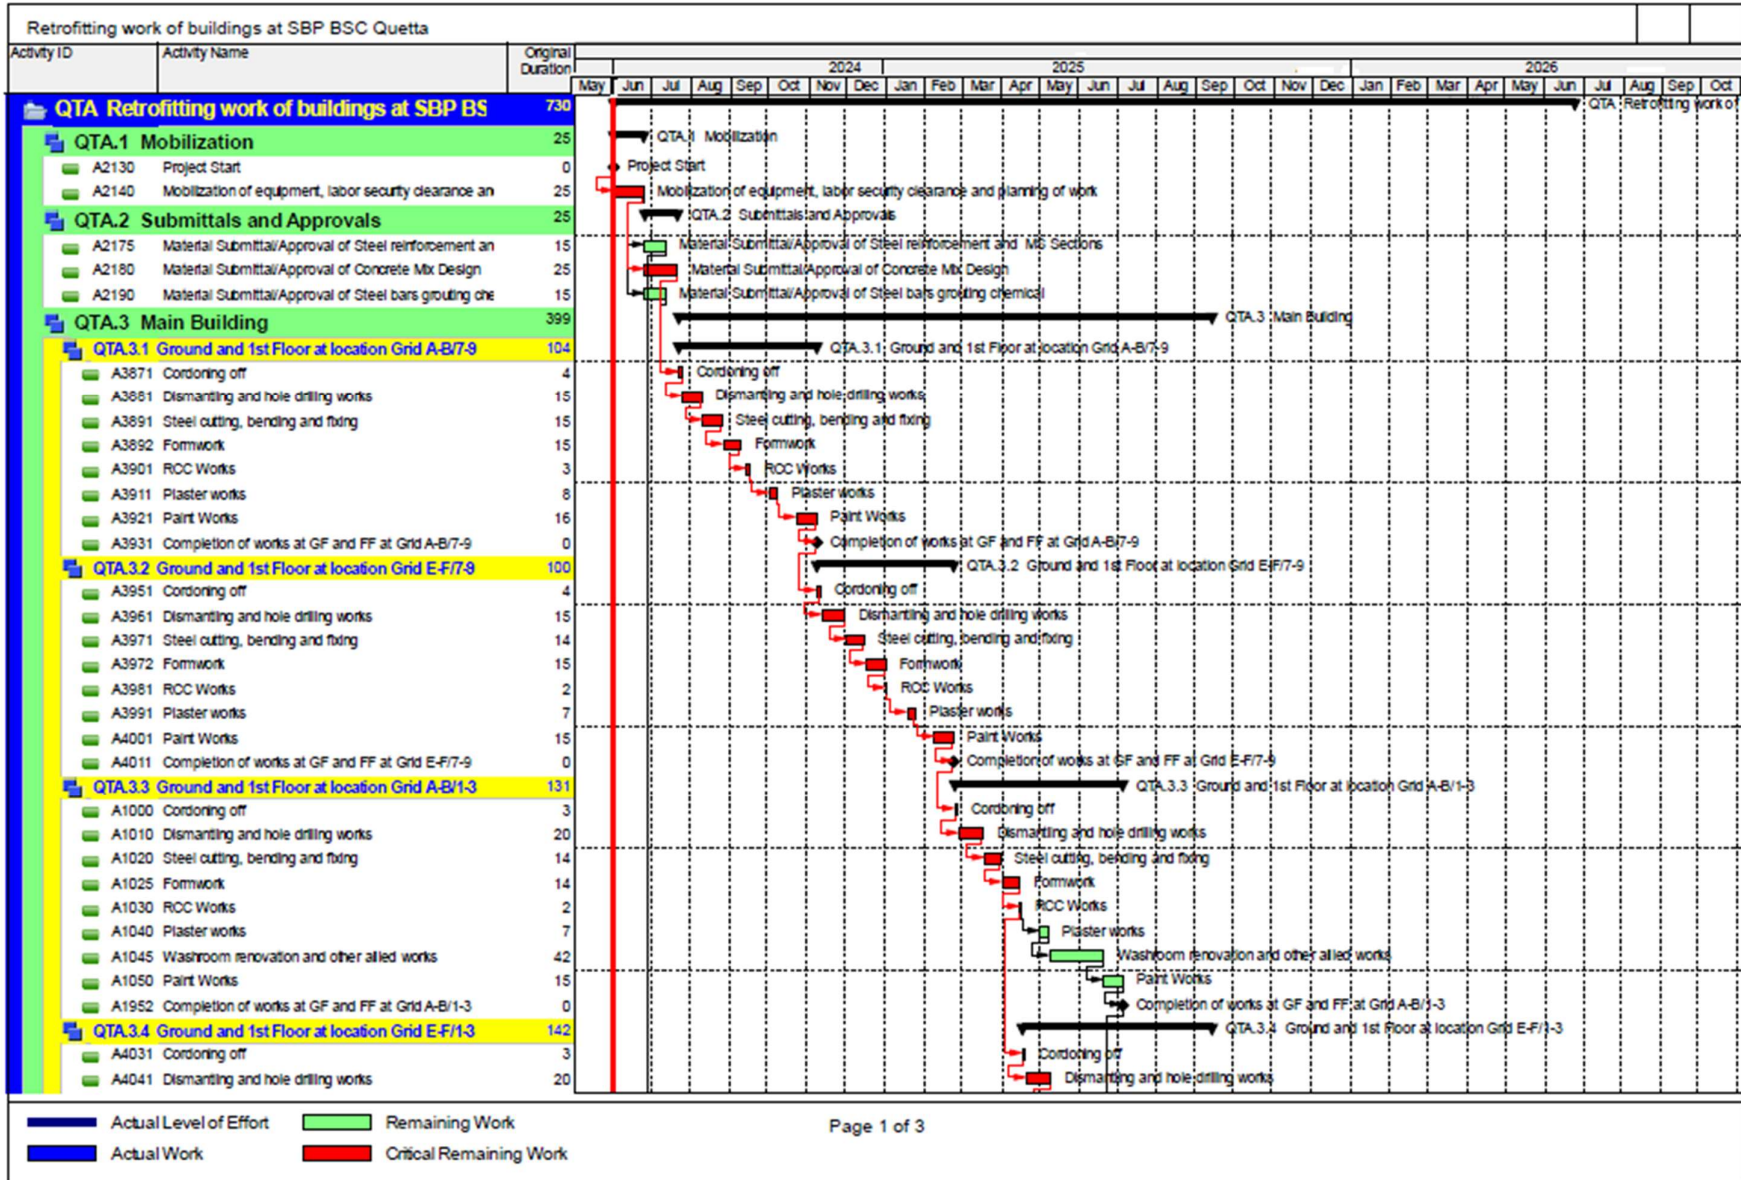 Retrofitting work of buildings at SBP BSC Quetta
Activity ID Activity Name Original Duration
2024 2025 2026
May Jun Jul Aug Sep Oct Nov Dec Jan Feb Mar Apr May Jun Jul Aug Sep Oct Nov Dec Jan Feb Mar Apr May Jun Jul Aug Sep Oct
QTA Retrofitting work of buildings at SBP BS 730 QTA Retrofitting work of
QTA.1 Mobilization 25 QTA.1 Mobilization
A2130 Project Start 0 Project Start
A2140 Mobilization of equipment, labor security clearance an 25 Mobilization of equipment, labor security clearance and planning of work
QTA.2 Submittals and Approvals 25 QTA.2 Submittals and Approvals
A2175 Material Submittal/Approval of Steel reinforcement an 15 Material Submittal/Approval of Steel reinforcement and MS Sections
A2180 Material Submittal/Approval of Concrete Mix Design 25 Material Submittal/Approval of Concrete Mix Design
A2190 Material Submittal/Approval of Steel bars grouting che 15 Material Submittal/Approval of Steel bars grouting chemical
QTA.3 Main Building 399 QTA.3 Main Building
QTA.3.1 Ground and 1st Floor at location Grid A-B/7-9 104 QTA.3.1 Ground and 1st Floor at location Grid A-B/7-9
A3871 Cordoning off 4 Cordoning off
A3881 Dismantling and hole drilling works 15 Dismantling and hole drilling works
A3891 Steel cutting, bending and fixing 15 Steel cutting, bending and fixing
A3892 Formwork 15 Formwork
A3901 RCC Works 3 RCC Works
A3911 Plaster works 8 Plaster works
A3921 Paint Works 16 Paint Works
A3931 Completion of works at GF and FF at Grid A-B/7-9 0 Completion of works at GF and FF at Grid A-B/7-9
QTA.3.2 Ground and 1st Floor at location Grid E-F/7-9 100 QTA.3.2 Ground and 1st Floor at location Grid E-F/7-9
A3951 Cordoning off 4 Cordoning off
A3961 Dismantling and hole drilling works 15 Dismantling and hole drilling works
A3971 Steel cutting, bending and fixing 14 Steel cutting, bending and fixing
A3972 Formwork 15 Formwork
A3981 RCC Works 2 RCC Works
A3991 Plaster works 7 Plaster works
A4001 Paint Works 15 Paint Works
A4011 Completion of works at GF and FF at Grid E-F/7-9 0 Completion of works at GF and FF at Grid E-F/7-9
QTA.3.3 Ground and 1st Floor at location Grid A-B/1-3 131 QTA.3.3 Ground and 1st Floor at location Grid A-B/1-3
A1000 Cordoning off 3 Cordoning off
A1010 Dismantling and hole drilling works 20 Dismantling and hole drilling works
A1020 Steel cutting, bending and fixing 14 Steel cutting, bending and fixing
A1025 Formwork 14 Formwork
A1030 RCC Works 2 RCC Works
A1040 Plaster works 7 Plaster works
A1045 Washroom renovation and other allied works 42 Washroom renovation and other allied works
A1050 Paint Works 15 Paint Works
A1952 Completion of works at GF and FF at Grid A-B/1-3 0 Completion of works at GF and FF at Grid A-B/1-3
QTA.3.4 Ground and 1st Floor at location Grid E-F/1-3 142 QTA.3.4 Ground and 1st Floor at location Grid E-F/1-3
A4031 Cordoning off 3 Cordoning off
A4041 Dismantling and hole drilling works 20 Dismantling and hole drilling works
Actual Level of Effort Remaining Work Page 1 of 3
Actual Work Critical Remaining Work